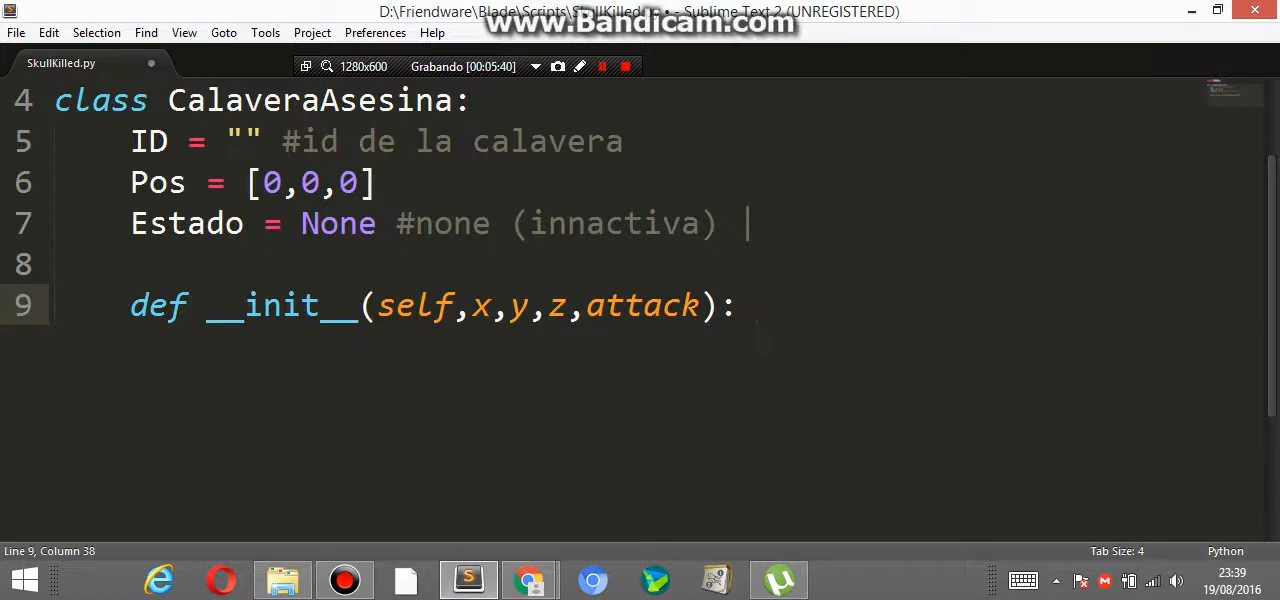 D:\Friendware\Blade\Scripts\SkullKilled.py • - Sublime Text 2 (UNREGISTERED)
www.Bandicam.com
File Edit Selection Find View Goto Tools Project Preferences Help
SkullKilled.py
1280x600 Grabando [00:05:40]
4 class CalaveraAsesina:
5 ID = "" #id de la calavera
6 Pos = [0,0,0]
7 Estado = None #none (innactiva) |
8
9 def __init__(self,x,y,z,attack):
Line 9, Column 38 Tab Size: 4 Python
23:39
19/08/2016